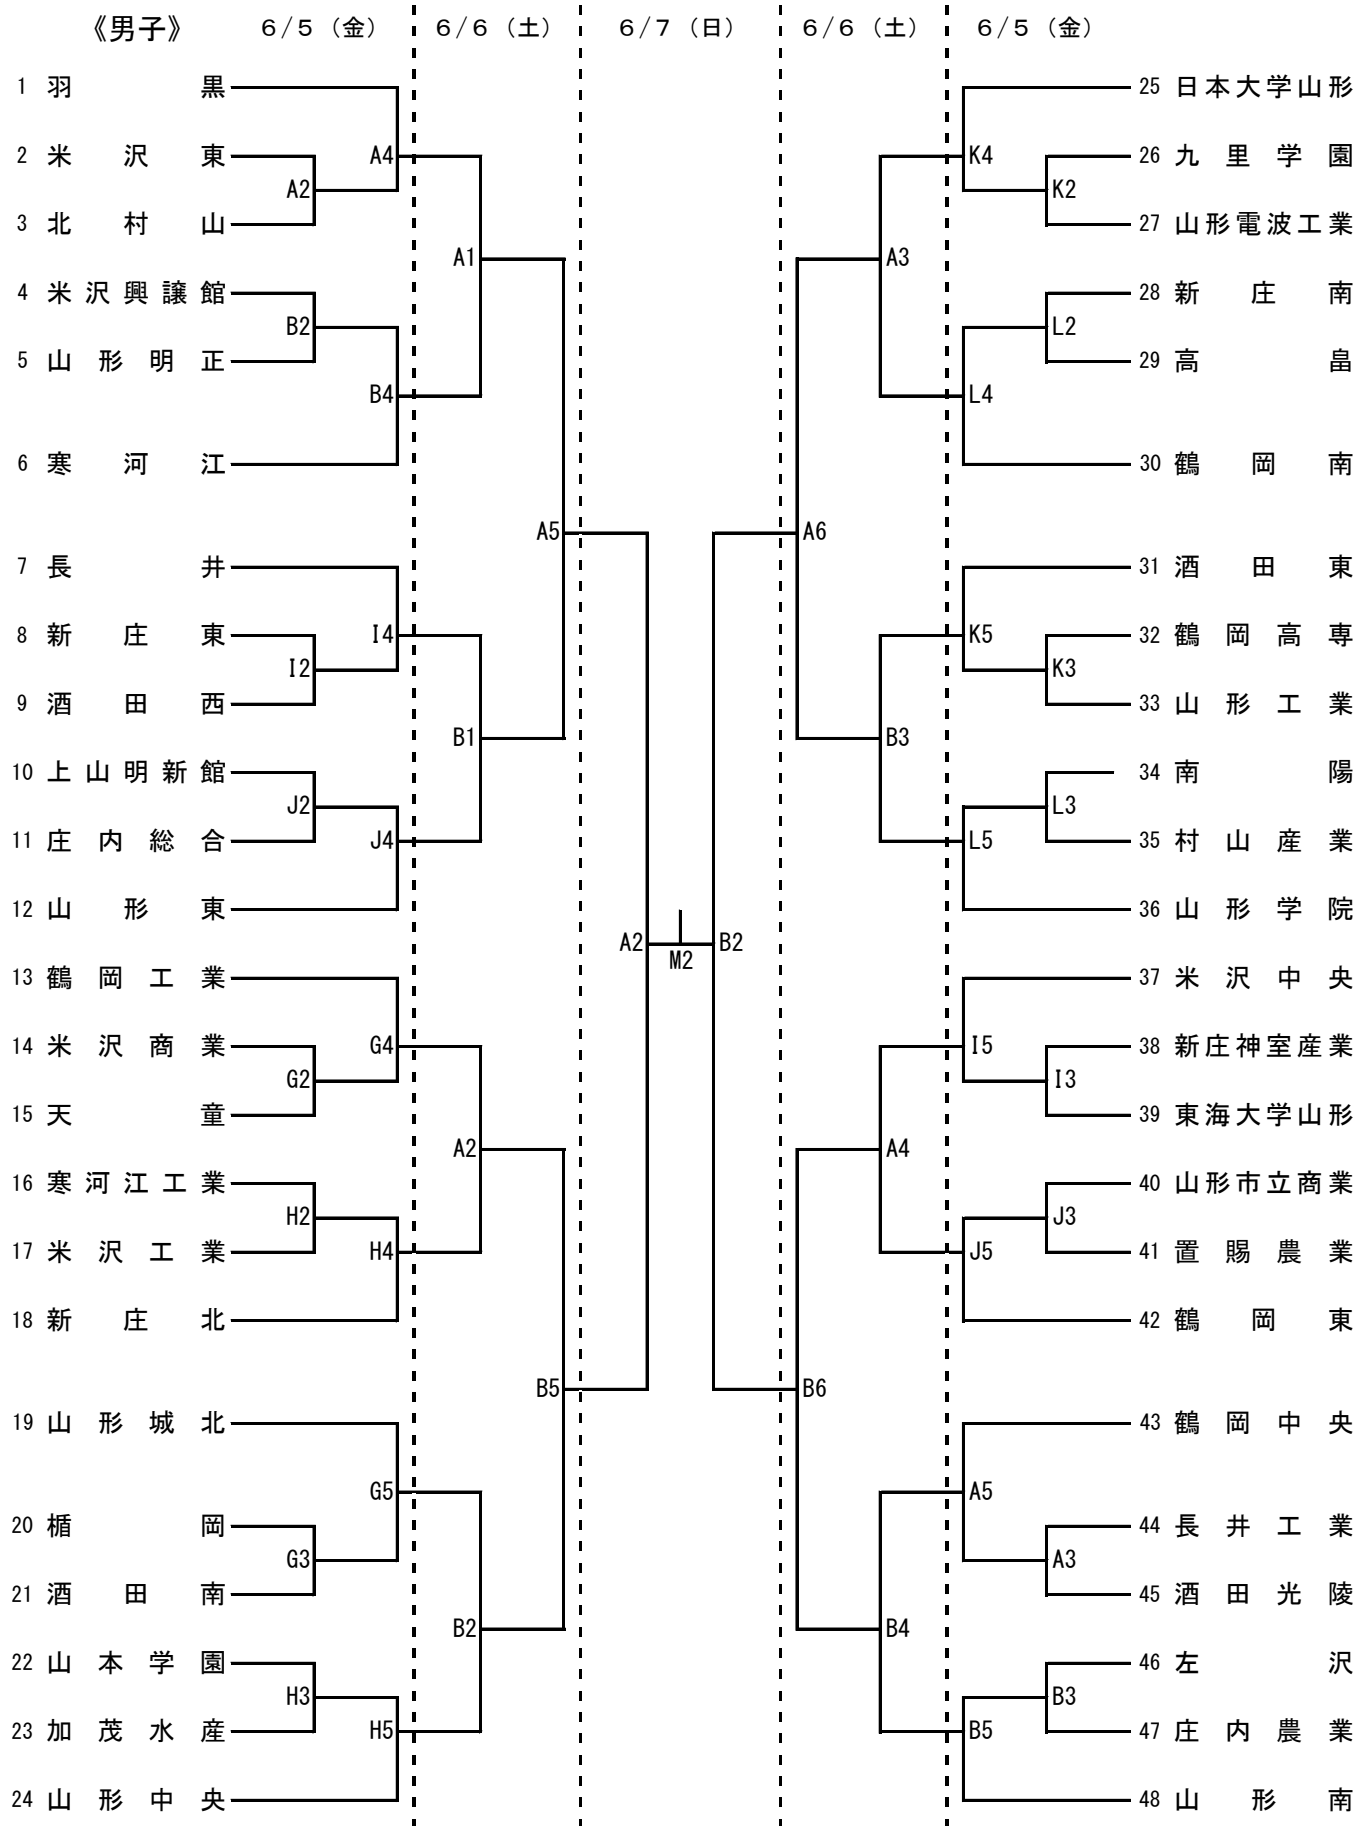 《男子》 6/5（金） 6/6（土） 6/7（日） 6/6（土） 6/5（金）
1 羽黒 25 日本大学山形
2 米沢東 A4 K4 26 九里学園
A2 K2
3 北村山 27 山形電波工業
A1 A3
4 米沢興譲館 28 新庄南
B2 L2
5 山形明正 29 高畠
B4 L4
6 寒河江 30 鶴岡南
A5 A6
7 長井 31 酒田東
8 新庄東 I4 K5 32 鶴岡高専
I2 K3
9 酒田西 33 山形工業
B1 B3
10 上山明新館 34 南陽
J2 L3
11 庄内総合 J4 L5 35 村山産業
12 山形東 36 山形学院
A2 B2
M2
13 鶴岡工業 37 米沢中央
14 米沢商業 G4 I5 38 新庄神室産業
G2 I3
15 天童 39 東海大学山形
A2 A4
16 寒河江工業 40 山形市立商業
H2 J3
17 米沢工業 H4 J5 41 置賜農業
18 新庄北 42 鶴岡東
B5 B6
19 山形城北 43 鶴岡中央
G5 A5
20 楯岡 44 長井工業
G3 A3
21 酒田南 45 酒田光陵
B2 B4
22 山本学園 46 左沢
H3 B3
23 加茂水産 H5 B5 47 庄内農業
24 山形中央 48 山形南